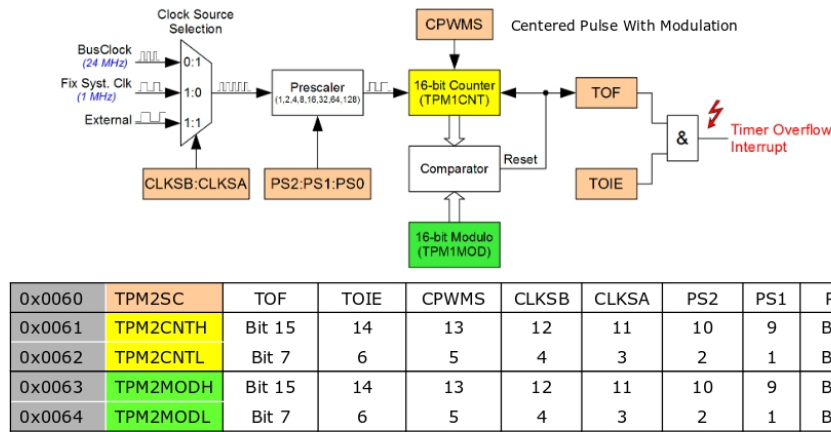 Clock Source
Selection
CPWMS
Centered Pulse With Modulation
BusClock
(24 MHz)
0:1
Fix Syst. Clk
(1 MHz)
1:0
External
1:1
Prescaler
(1,2,4,8,16,32,64,128)
16-bit Counter
(TPM1CNT)
TOF
&
Timer Overflow
Interrupt
Comparator
Reset
CLKSB:CLKSA
PS2:PS1:PS0
TOIE
16-bit Modulo
(TPM1MOD)
0x0060 TPM2SC TOF TOIE CPWMS CLKSB CLKSA PS2 PS1
0x0061 TPM2CNTH Bit 15 14 13 12 11 10 9 B
0x0062 TPM2CNTL Bit 7 6 5 4 3 2 1 B
0x0063 TPM2MODH Bit 15 14 13 12 11 10 9 B
0x0064 TPM2MODL Bit 7 6 5 4 3 2 1 B